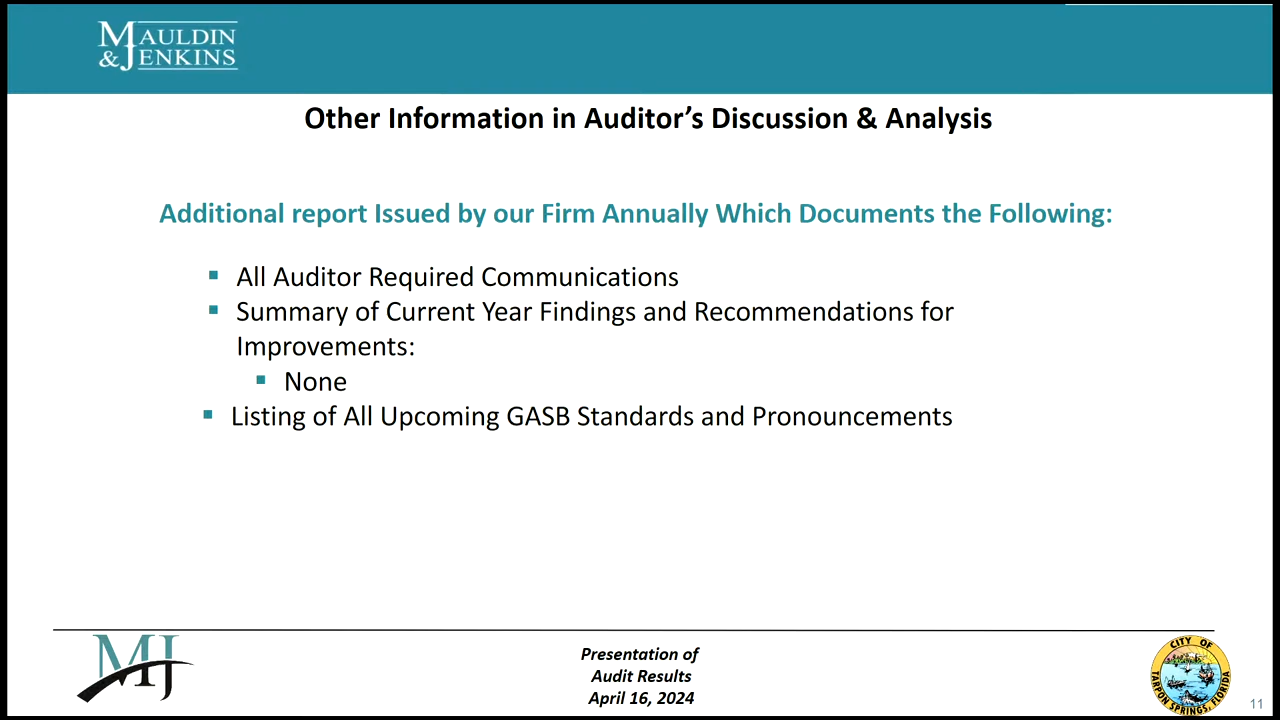 MAULDIN
& JENKINS
Other Information in Auditor’s Discussion & Analysis
Additional report Issued by our Firm Annually Which Documents the Following:
▪ All Auditor Required Communications
▪ Summary of Current Year Findings and Recommendations for
Improvements:
▪ None
▪ Listing of All Upcoming GASB Standards and Pronouncements
MJ
Presentation of
Audit Results
April 16, 2024
CITY OF
TARPON SPRINGS, FLORIDA
11